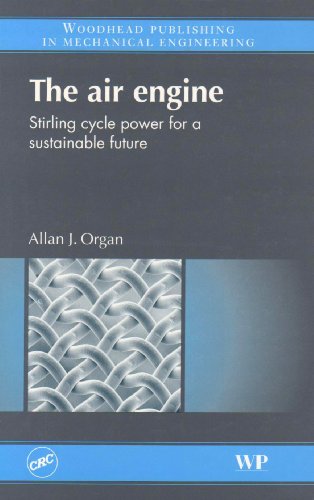 WOODHEAD PUBLISHING
IN MECHANICAL ENGINEERING
The air engine
Stirling cycle power for a
sustainable future
Allan J. Organ
CRC
WP